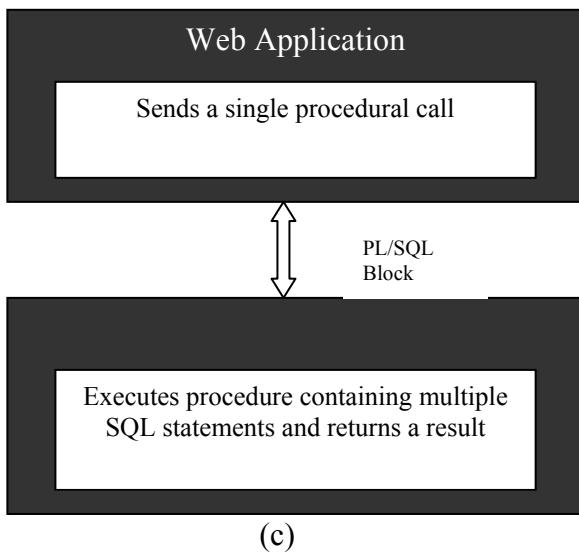 Web Application
Sends a single procedural call
PL/SQL
Block
Executes procedure containing multiple
SQL statements and returns a result
(c)